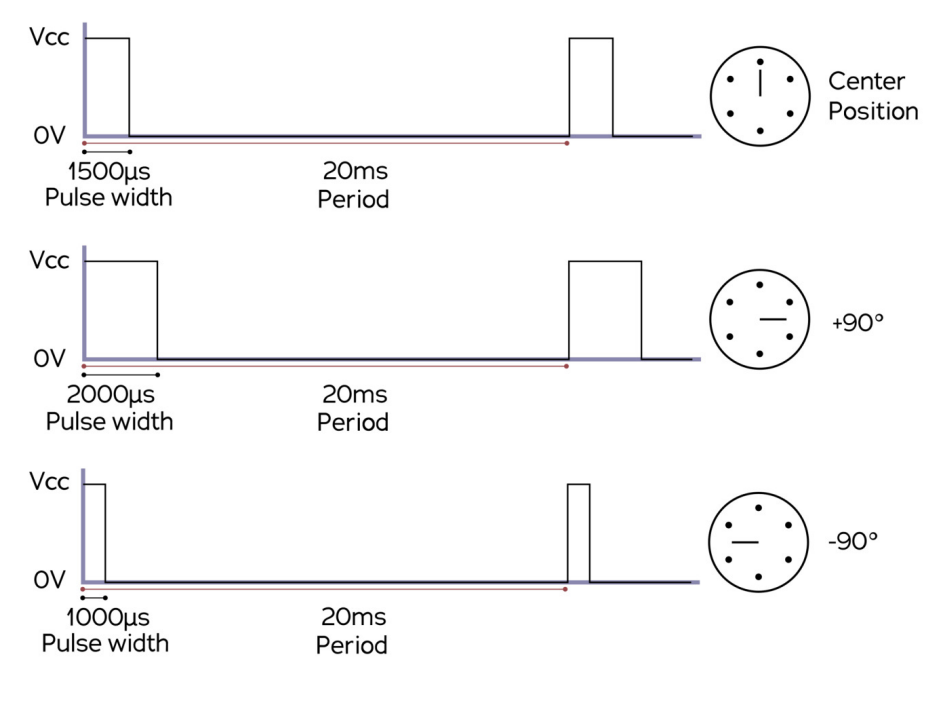 Vcc
0V
1500µs
Pulse width
20ms
Period
Center
Position
Vcc
0V
2000µs
Pulse width
20ms
Period
+90°
Vcc
0V
1000µs
Pulse width
20ms
Period
-90°